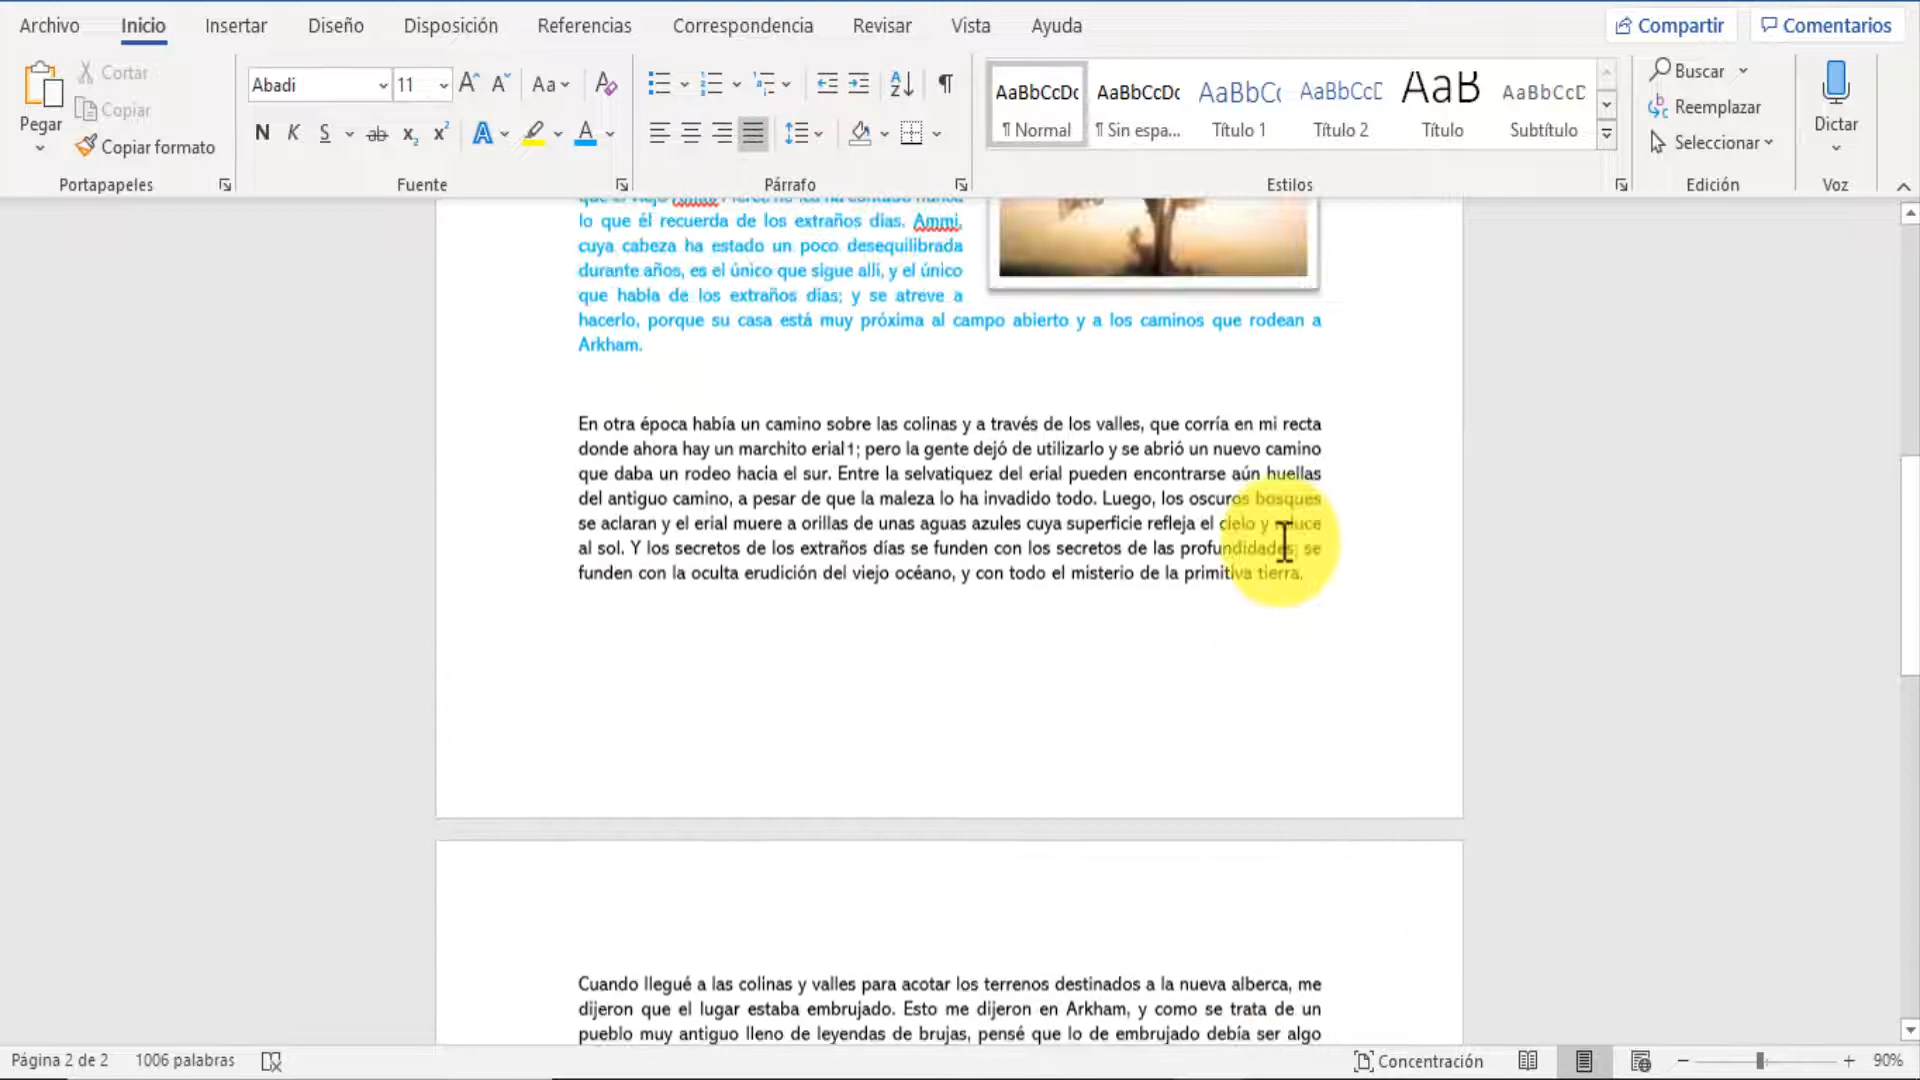 Archivo Inicio Insertar Diseño Disposición Referencias Correspondencia Revisar Vista Ayuda Compartir Comentarios
Pegar
Cortar
Copiar
Copiar formato
Portapapeles
Abadi 11 Aa
N K S ab x₂ x² A A
Fuente
Párrafo
AaBbCcDc AaBbCcDc AaBbC( AaBbCcC AaB AaBbCcD
¶ Normal ¶ Sin espa... Título 1 Título 2 Título Subtítulo
Estilos
Buscar
Reemplazar
Seleccionar
Edición
Dictar
Voz
lo que él recuerda de los extraños días. Ammi,
cuya cabeza ha estado un poco desequilibrada
durante años, es el único que sigue allí, y el único
que habla de los extraños días; y se atreve a
hacerlo, porque su casa está muy próxima al campo abierto y a los caminos que rodean a
Arkham.
En otra época había un camino sobre las colinas y a través de los valles, que corría en mi recta
donde ahora hay un marchito erial1; pero la gente dejó de utilizarlo y se abrió un nuevo camino
que daba un rodeo hacia el sur. Entre la selvatiquez del erial pueden encontrarse aún huellas
del antiguo camino, a pesar de que la maleza lo ha invadido todo. Luego, los oscuros bosques
se aclaran y el erial muere a orillas de unas aguas azules cuya superficie refleja el cielo y reluce
al sol. Y los secretos de los extraños días se funden con los secretos de las profundidades; se
funden con la oculta erudición del viejo océano, y con todo el misterio de la primitiva tierra.
Cuando llegué a las colinas y valles para acotar los terrenos destinados a la nueva alberca, me
dijeron que el lugar estaba embrujado. Esto me dijeron en Arkham, y como se trata de un
pueblo muy antiguo lleno de leyendas de brujas, pensé que lo de embrujado debía ser algo
Página 2 de 2 1006 palabras Concentración 90%